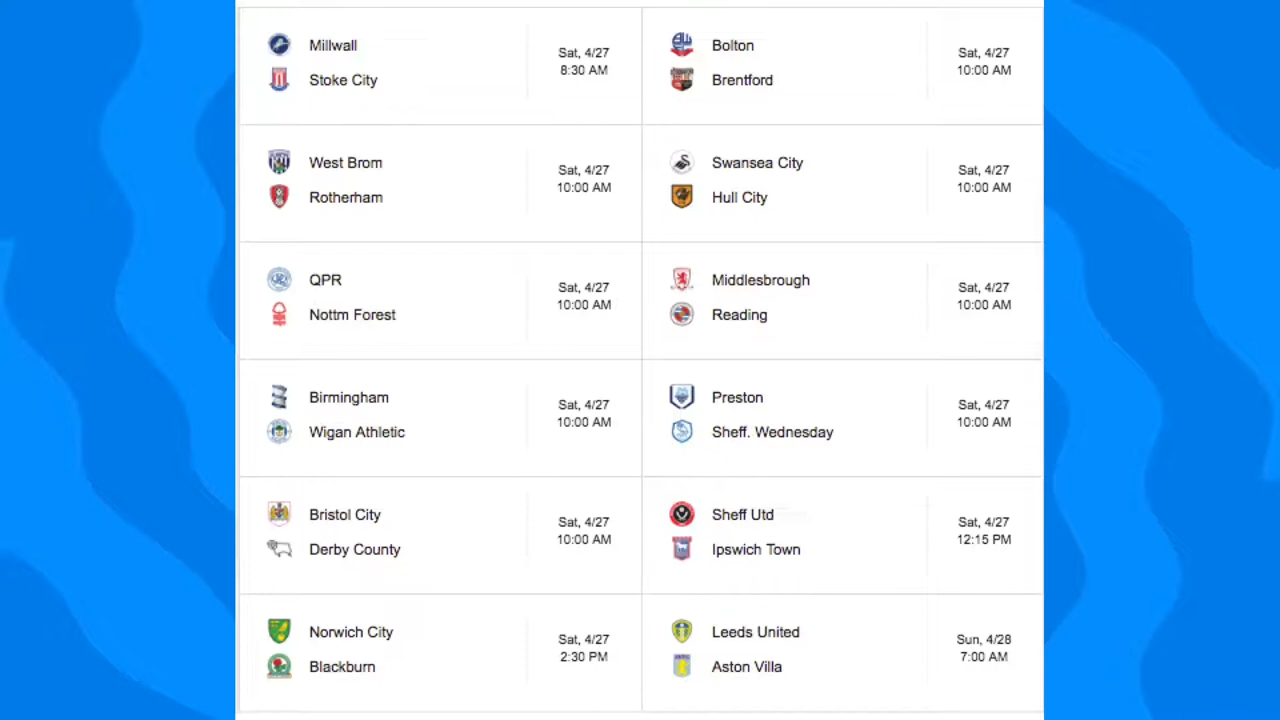 Millwall
Stoke City
Sat, 4/27
8:30 AM
Bolton
Brentford
Sat, 4/27
10:00 AM
West Brom
Rotherham
Sat, 4/27
10:00 AM
Swansea City
Hull City
Sat, 4/27
10:00 AM
QPR
Nottm Forest
Sat, 4/27
10:00 AM
Middlesbrough
Reading
Sat, 4/27
10:00 AM
Birmingham
Wigan Athletic
Sat, 4/27
10:00 AM
Preston
Sheff. Wednesday
Sat, 4/27
10:00 AM
Bristol City
Derby County
Sat, 4/27
10:00 AM
Sheff Utd
Ipswich Town
Sat, 4/27
12:15 PM
Norwich City
Blackburn
Sat, 4/27
2:30 PM
Leeds United
Aston Villa
Sun, 4/28
7:00 AM